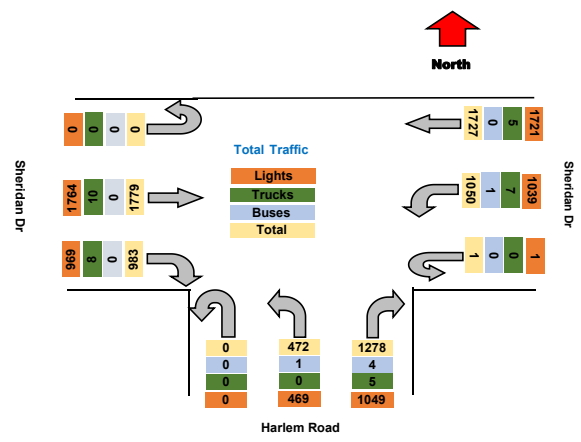 North
0 0 0 0
1727 0 5 1721
Total Traffic
Sheridan Dr
Sheridan Dr
Lights
Trucks
Buses
Total
1764 10 0 1779
1050 1 7 1039
969 8 0 983
1 0 0 1
0 472 1278
0 1 4
0 0 5
0 469 1049
Harlem Road